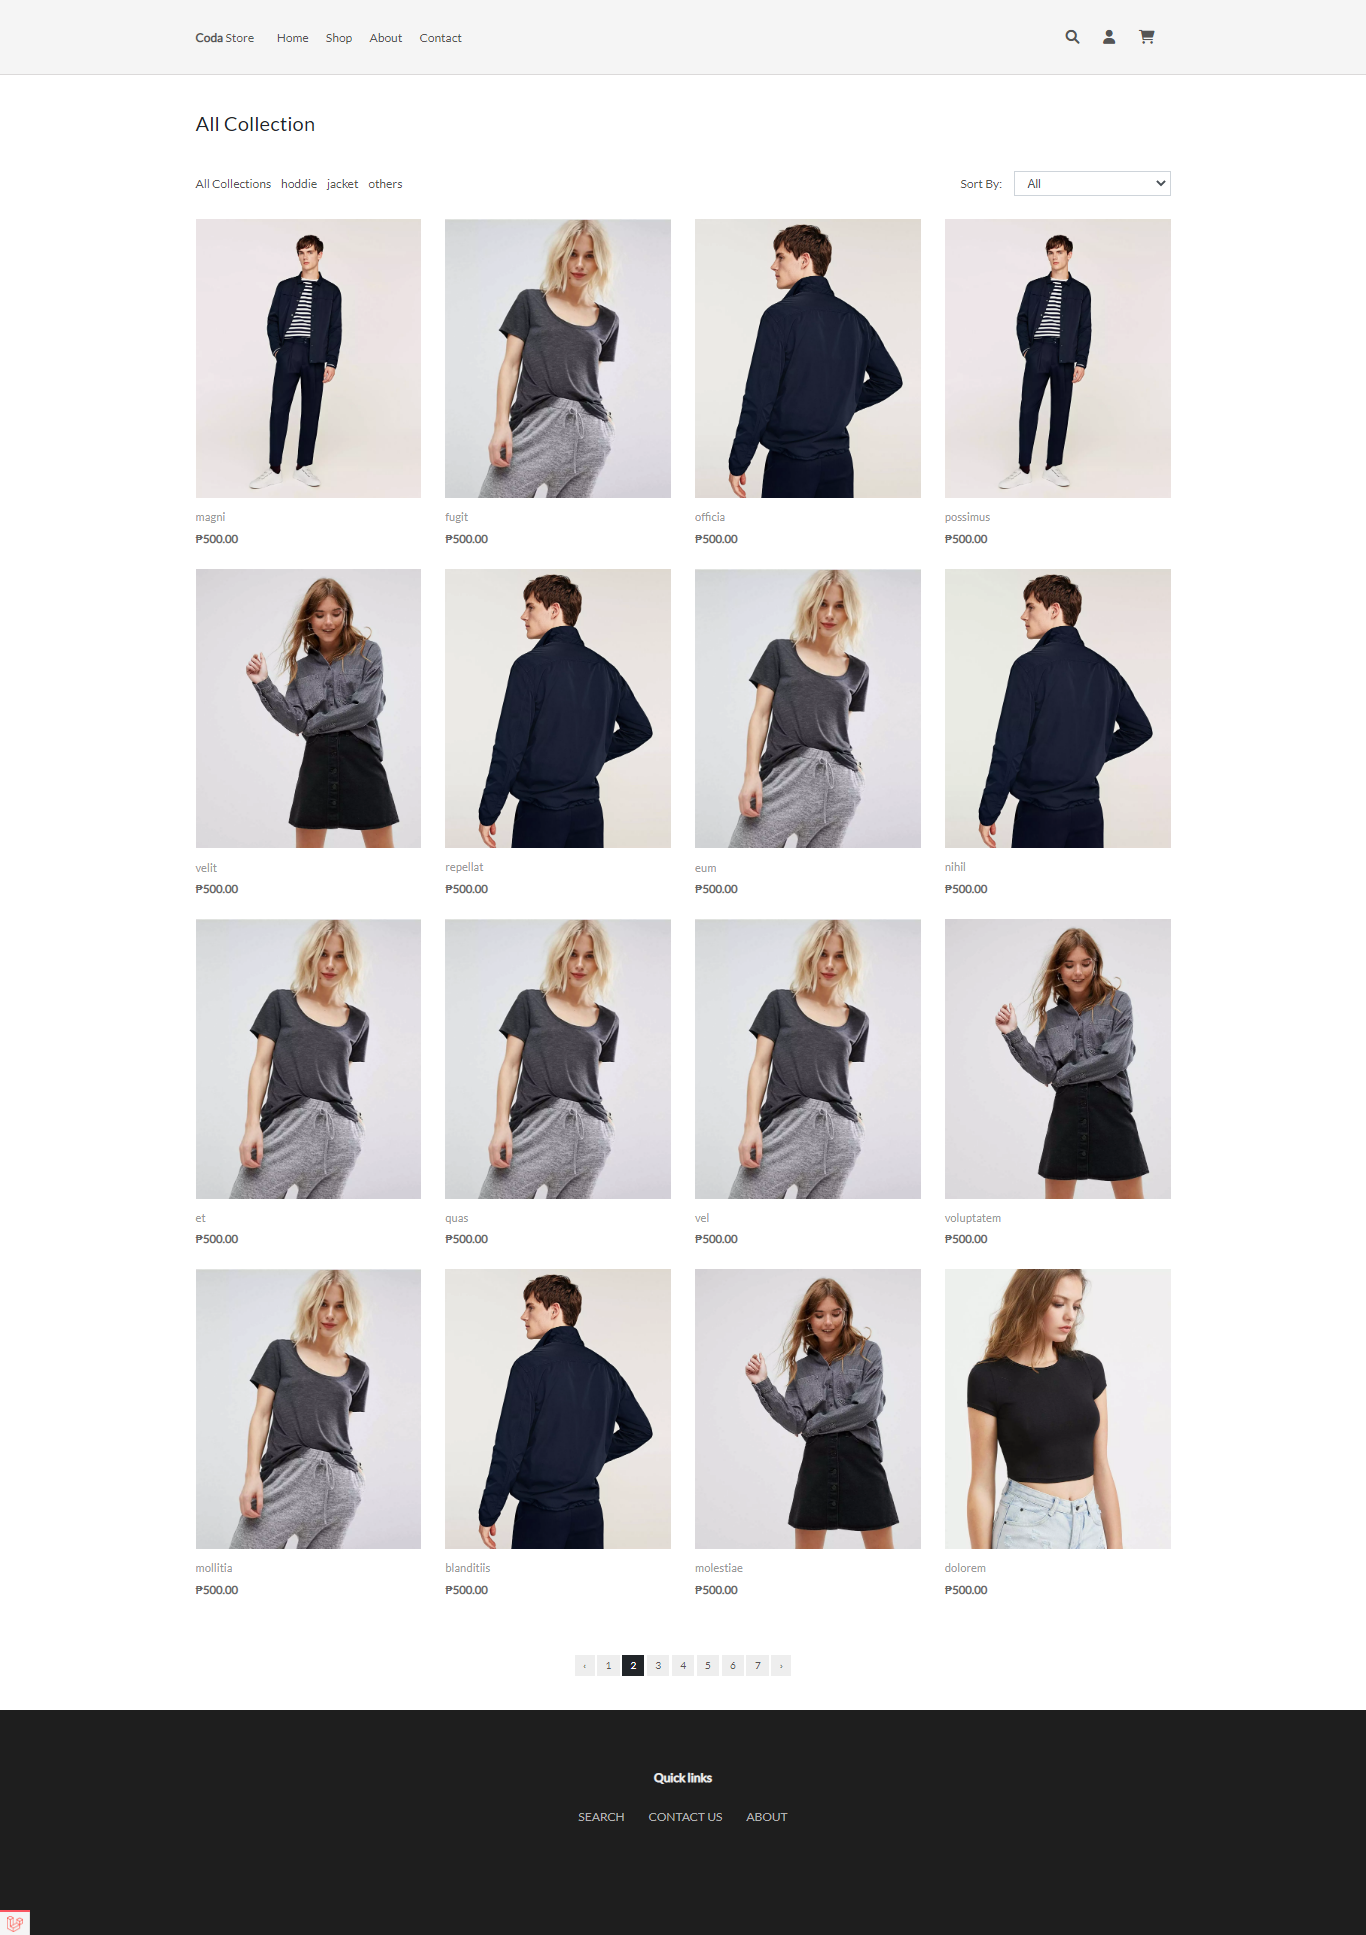 Coda Store Home Shop About Contact
All Collection
All Collections hoddie jacket others Sort By: All
magni fugit officia possimus
₱500.00 ₱500.00 ₱500.00 ₱500.00
velit repellat eum nihil
₱500.00 ₱500.00 ₱500.00 ₱500.00
et quas vel voluptatem
₱500.00 ₱500.00 ₱500.00 ₱500.00
mollitia blanditiis molestiae dolorem
₱500.00 ₱500.00 ₱500.00 ₱500.00
‹ 1 2 3 4 5 6 7 ›
Quick links
SEARCH CONTACT US ABOUT